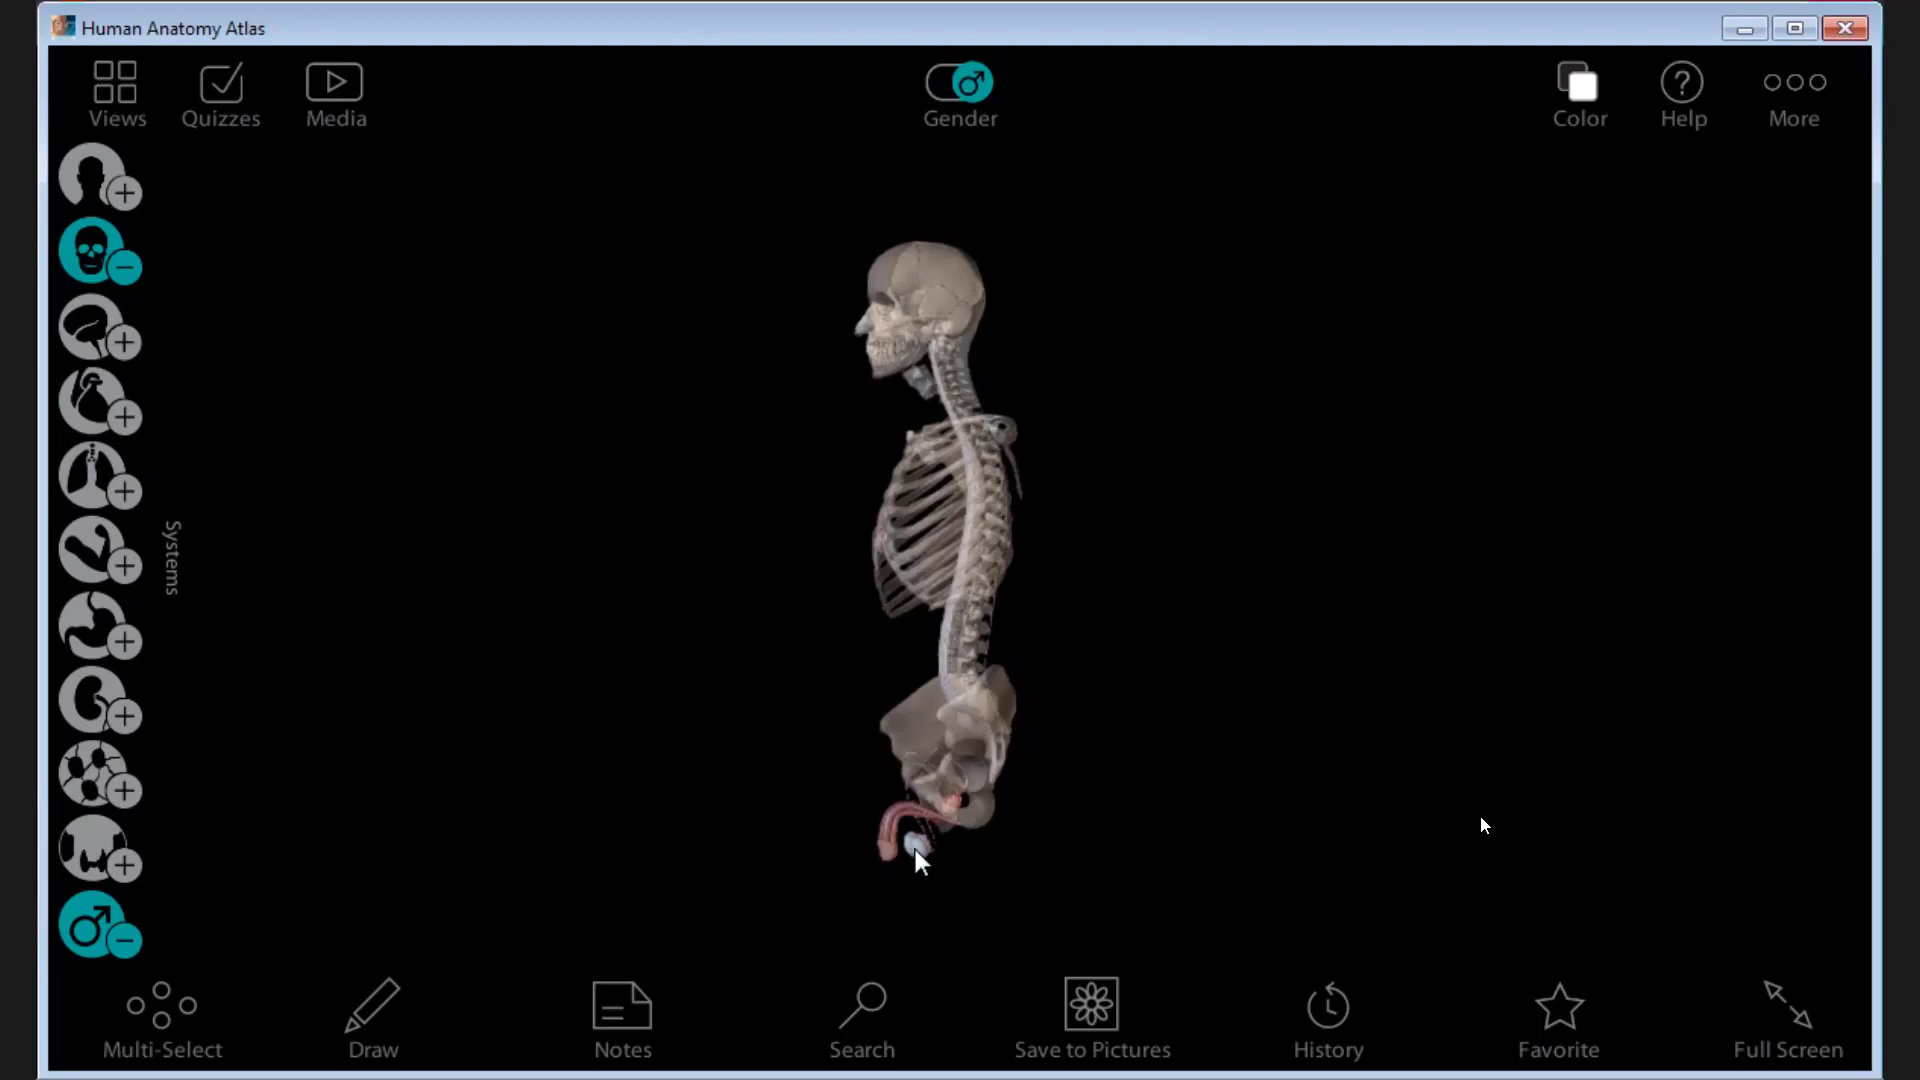 Human Anatomy Atlas
Views
Quizzes
Media
Gender
Color
Help
More
Systems
Multi-Select
Draw
Notes
Search
Save to Pictures
History
Favorite
Full Screen